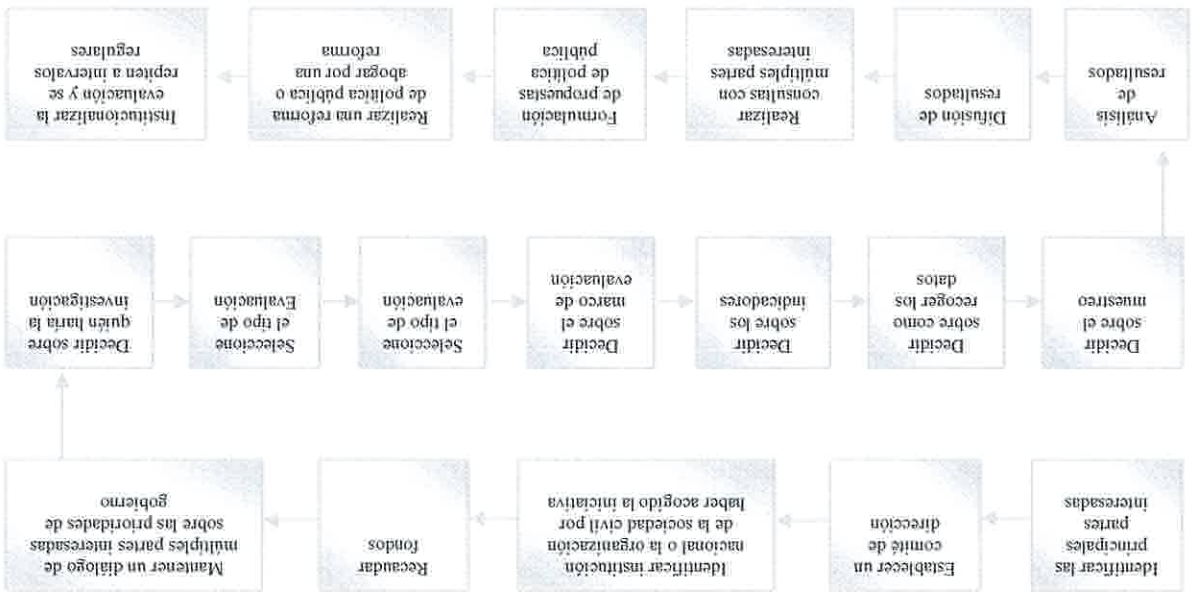 Identificar las
principales
partes
interesadas
Establecer un
comité de
dirección
Identificar institución
nacional o la organización
de la sociedad civil por
haber acogido la iniciativa
Recaudar
fondos
Mantener un diálogo de
múltiples partes interesadas
sobre las prioridades de
gobierno
Decidir sobre
quién haría la
investigación
Seleccione
el tipo de
Evaluación
Seleccione
el tipo de
evaluación
Decidir
sobre el
marco de
evaluación
Decidir
sobre los
indicadores
Decidir
sobre como
recoger los
datos
Decidir
sobre el
muestreo
Análisis
de
resultados
Difusión de
resultados
Realizar
consultas con
múltiples partes
interesadas
Formulación
de propuestas
de política
pública
Realizar una reforma
de política pública o
abogar por una
reforma
Institucionalizar la
evaluación y se
repiten a intervalos
regulares